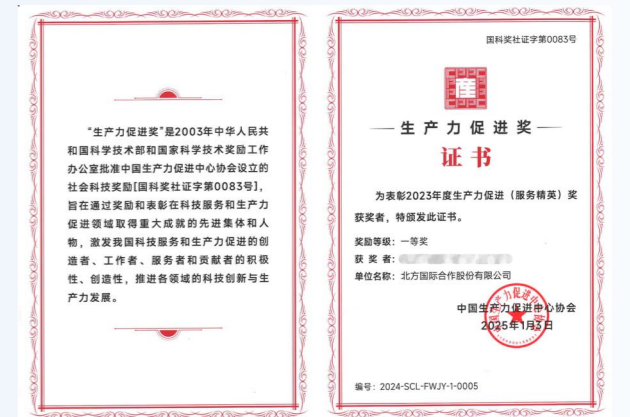 “生产力促进奖”是2003年中华人民共
和国科学技术部和国家科学技术奖励工作
办公室批准中国生产力促进中心协会设立的
社会科技奖励[国科奖社证字第0083号]，
旨在通过奖励和表彰在科技服务和生产力
促进领域取得重大成就的先进集体和人
物，激发我国科技服务和生产力促进的创
造者、工作者、服务者和贡献者的积极
性、创造性，推进各领域的科技创新与生
产力发展。
国科奖社证字第0083号
生产力促进奖
证书
为表彰2023年度生产力促进（服务精英）奖
获奖者，特颁发此证书。
奖励等级：一等奖
获 奖 者：
单位名称：北方国际合作股份有限公司
中国生产力促进中心协会
2025年1月3日
编号：2024-SCL-FWJY-1-0005